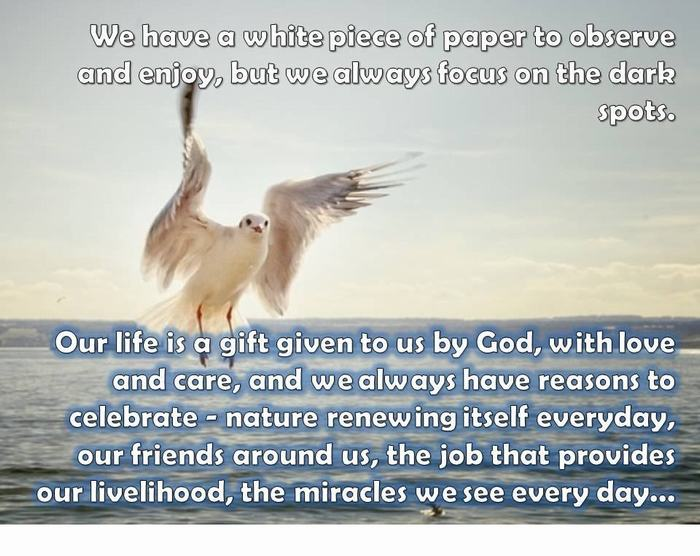 We have a white piece of paper to observe
and enjoy, but we always focus on the dark
spots.
Our life is a gift given to us by God, with love
and care, and we always have reasons to
celebrate - nature renewing itself everyday,
our friends around us, the job that provides
our livelihood, the miracles we see every day...